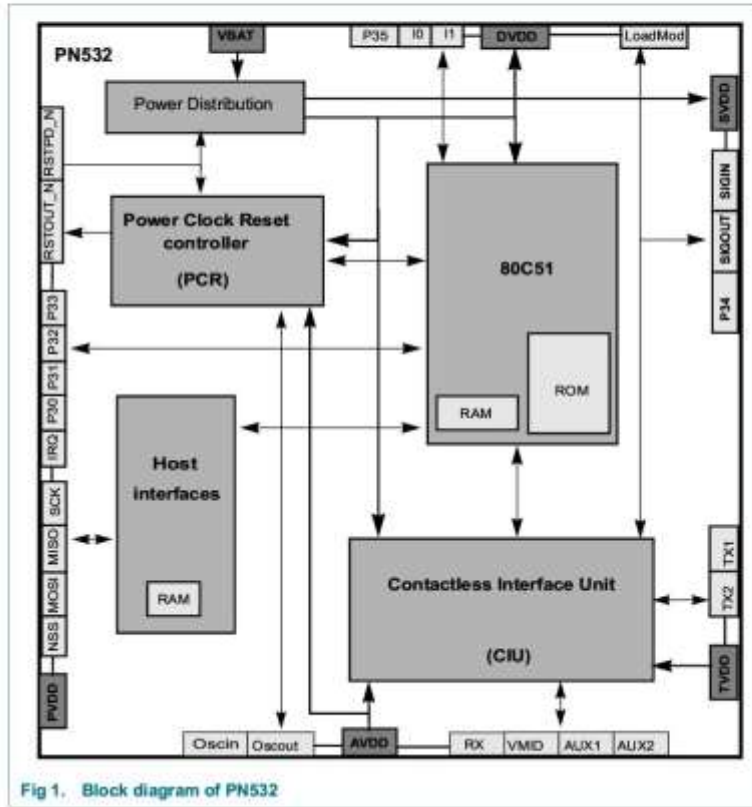 PN532
VBAT
P35 I0 I1
DVDD
LoadMod
Power Distribution
SVDD
RSTPD_N
RSTOUT_N
SIGIN
SIGOUT
P34
Power Clock Reset
controller
(PCR)
80C51
ROM
RAM
P33
P32
P31
P30
IRQ
Host
interfaces
RAM
SCK
MISO
MOSI
NSS
PVDD
Contactless Interface Unit
(CIU)
TX1
TX2
TVDD
Oscin Oscout
AVDD
RX VMID AUX1 AUX2
Fig 1. Block diagram of PN532